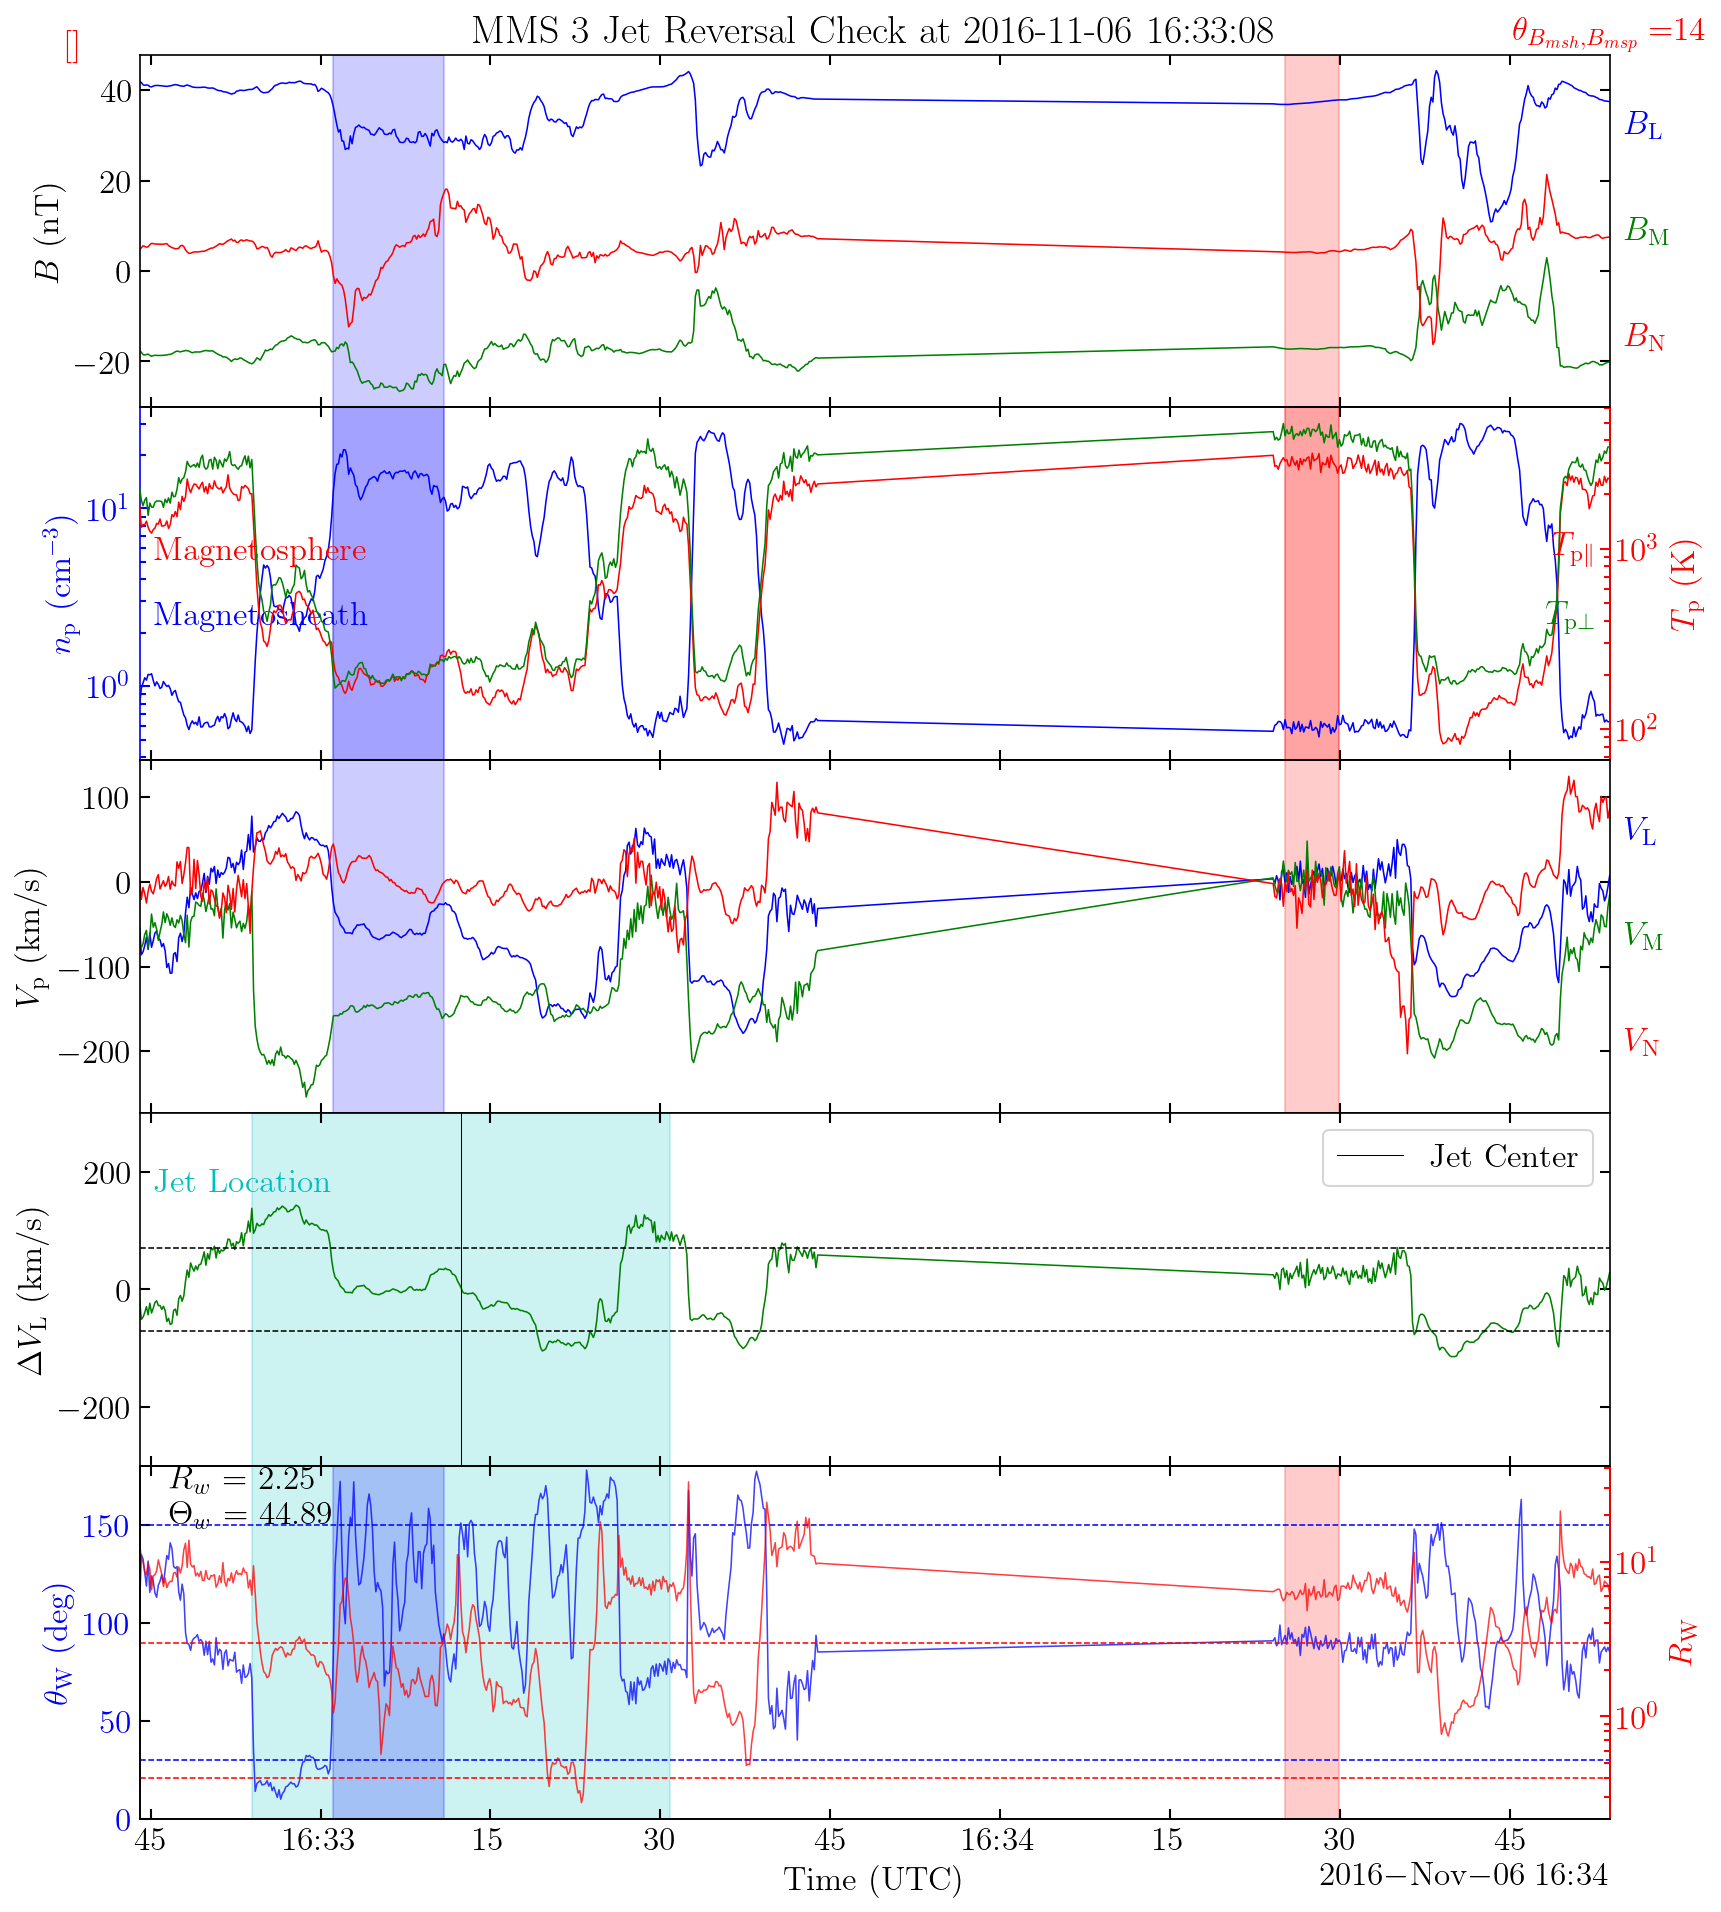 MMS 3 Jet Reversal Check at 2016-11-06 16:33:08
[]
θ_{B_{msh},B_{msp}} =14
B (nT)
40
20
0
−20
B_L
B_M
B_N
n_p (cm^{−3})
10^1
10^0
Magnetosphere
Magnetosheath
T_{p∥}
T_{p⊥}
10^3
10^2
T_p (K)
V_p (km/s)
100
0
−100
−200
V_L
V_M
V_N
ΔV_L (km/s)
200
0
−200
Jet Location
Jet Center
R_w = 2.25
Θ_w = 44.89
θ_W (deg)
150
100
50
0
10^1
10^0
R_W
45 16:33 15 30 45 16:34 15 30 45
Time (UTC)
2016−Nov−06 16:34